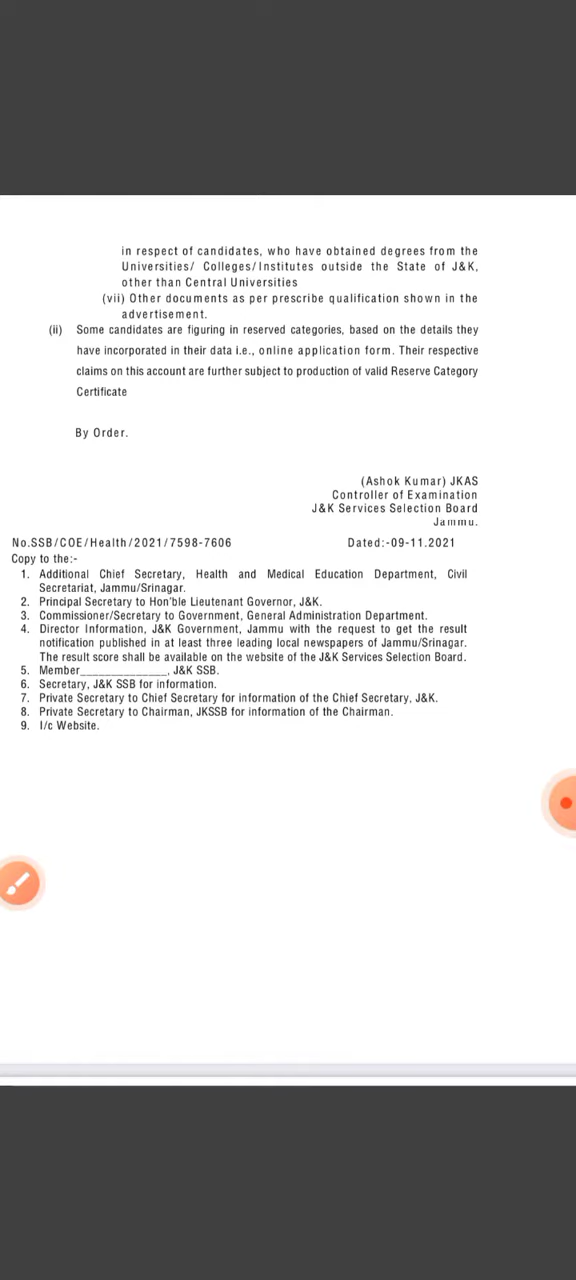 in respect of candidates, who have obtained degrees from the
Universities/ Colleges/Institutes outside the State of J&K,
other than Central Universities
(vii) Other documents as per prescribe qualification shown in the
advertisement.
(ii) Some candidates are figuring in reserved categories, based on the details they
have incorporated in their data i.e., online application form. Their respective
claims on this account are further subject to production of valid Reserve Category
Certificate
By Order.
(Ashok Kumar) JKAS
Controller of Examination
J&K Services Selection Board
Jammu.
No.SSB/COE/Health/2021/7598-7606 Dated:-09-11.2021
Copy to the:-
1. Additional Chief Secretary, Health and Medical Education Department, Civil
Secretariat, Jammu/Srinagar.
2. Principal Secretary to Hon'ble Lieutenant Governor, J&K.
3. Commissioner/Secretary to Government, General Administration Department.
4. Director Information, J&K Government, Jammu with the request to get the result
notification published in at least three leading local newspapers of Jammu/Srinagar.
The result score shall be available on the website of the J&K Services Selection Board.
5. Member______________, J&K SSB.
6. Secretary, J&K SSB for information.
7. Private Secretary to Chief Secretary for information of the Chief Secretary, J&K.
8. Private Secretary to Chairman, JKSSB for information of the Chairman.
9. I/c Website.